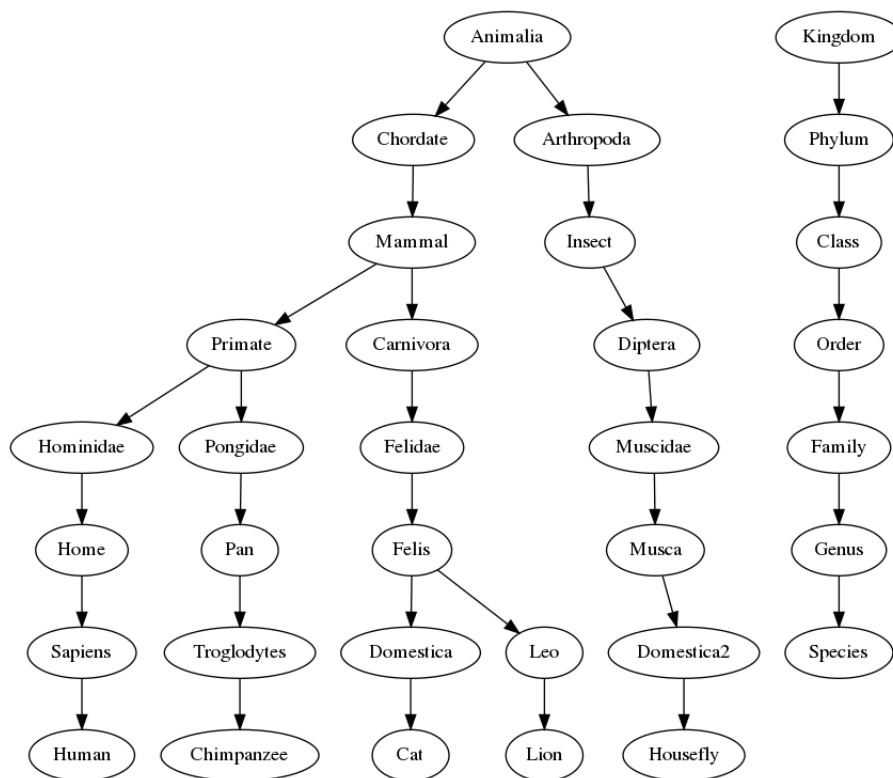 Animalia
Kingdom
Chordate
Arthropoda
Phylum
Mammal
Insect
Class
Primate
Carnivora
Diptera
Order
Hominidae
Pongidae
Felidae
Muscidae
Family
Home
Pan
Felis
Musca
Genus
Sapiens
Troglodytes
Domestica
Leo
Domestica2
Species
Human
Chimpanzee
Cat
Lion
Housefly